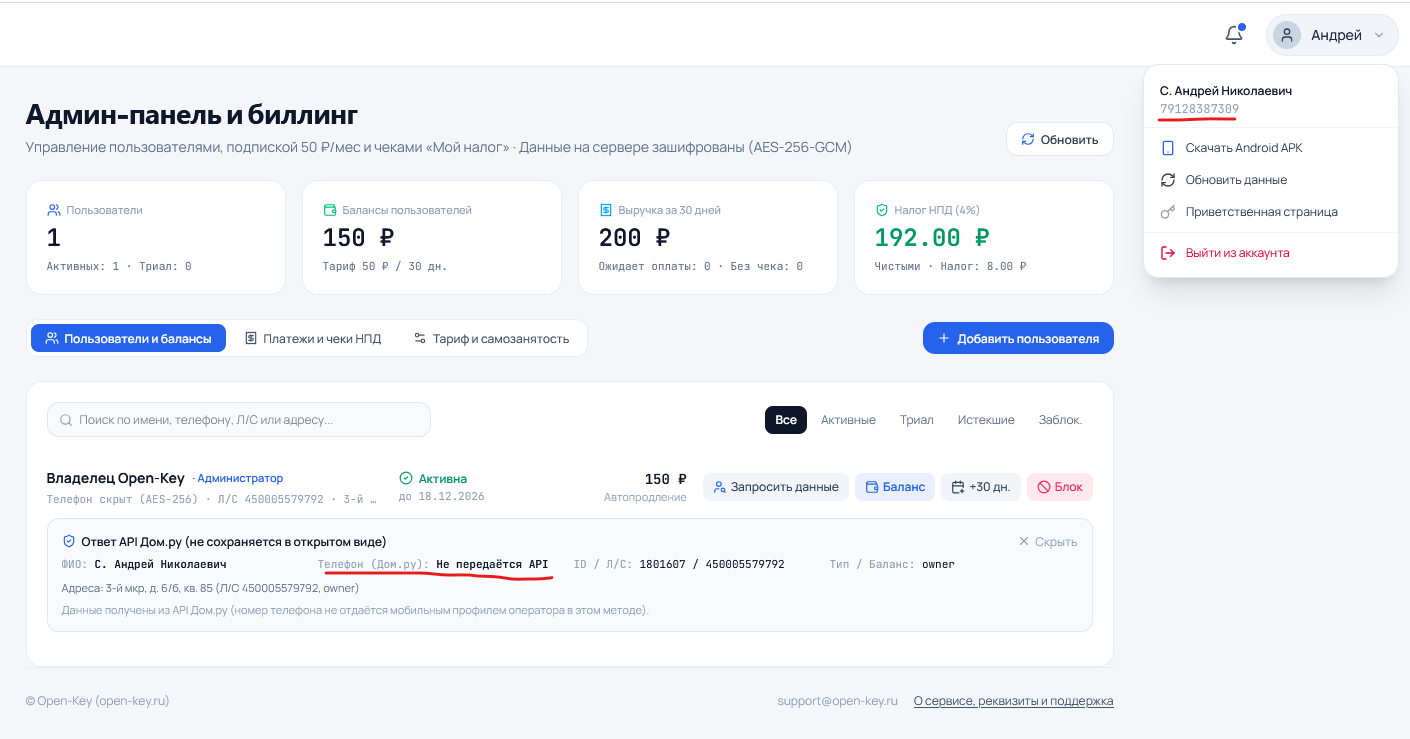 Андрей
С. Андрей Николаевич
79128387309
Скачать Android APK
Обновить данные
Приветственная страница
Выйти из аккаунта
Админ-панель и биллинг
Управление пользователями, подпиской 50 ₽/мес и чеками «Мой налог» · Данные на сервере зашифрованы (AES-256-GCM)
Обновить
Пользователи
1
Активных: 1 · Триал: 0
Балансы пользователей
150 ₽
Тариф 50 ₽ / 30 дн.
Выручка за 30 дней
200 ₽
Ожидает оплаты: 0 · Без чека: 0
Налог НПД (4%)
192.00 ₽
Чистыми · Налог: 8.00 ₽
Пользователи и балансы
Платежи и чеки НПД
Тариф и самозанятость
Добавить пользователя
Поиск по имени, телефону, Л/С или адресу...
Все
Активные
Триал
Истекшие
Заблок.
Владелец Open-Key · Администратор
Телефон скрыт (AES-256) · Л/С 450005579792 · 3-й …
Активна
до 18.12.2026
150 ₽
Автопродление
Запросить данные
Баланс
+30 дн.
Блок
Ответ API Дом.ру (не сохраняется в открытом виде)
Скрыть
ФИО: С. Андрей Николаевич
Телефон (Дом.ру): Не передаётся API
ID / Л/С: 1801607 / 450005579792
Тип / Баланс: owner
Адреса: 3-й мкр, д. 6/6, кв. 85 (Л/С 450005579792, owner)
Данные получены из API Дом.ру (номер телефона не отдаётся мобильным профилем оператора в этом методе).
© Open-Key (open-key.ru)
support@open-key.ru
О сервисе, реквизиты и поддержка